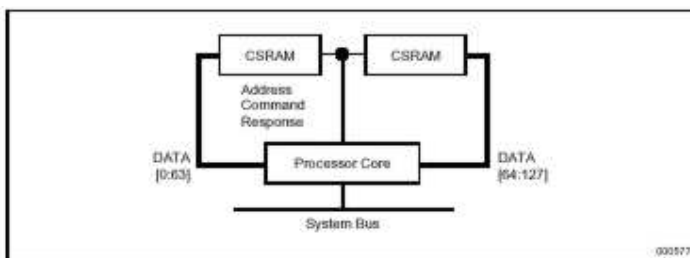 CSRAM
CSRAM
Address
Command
Response
DATA
[0:63]
Processor Core
DATA
[64:127]
System Bus
000577